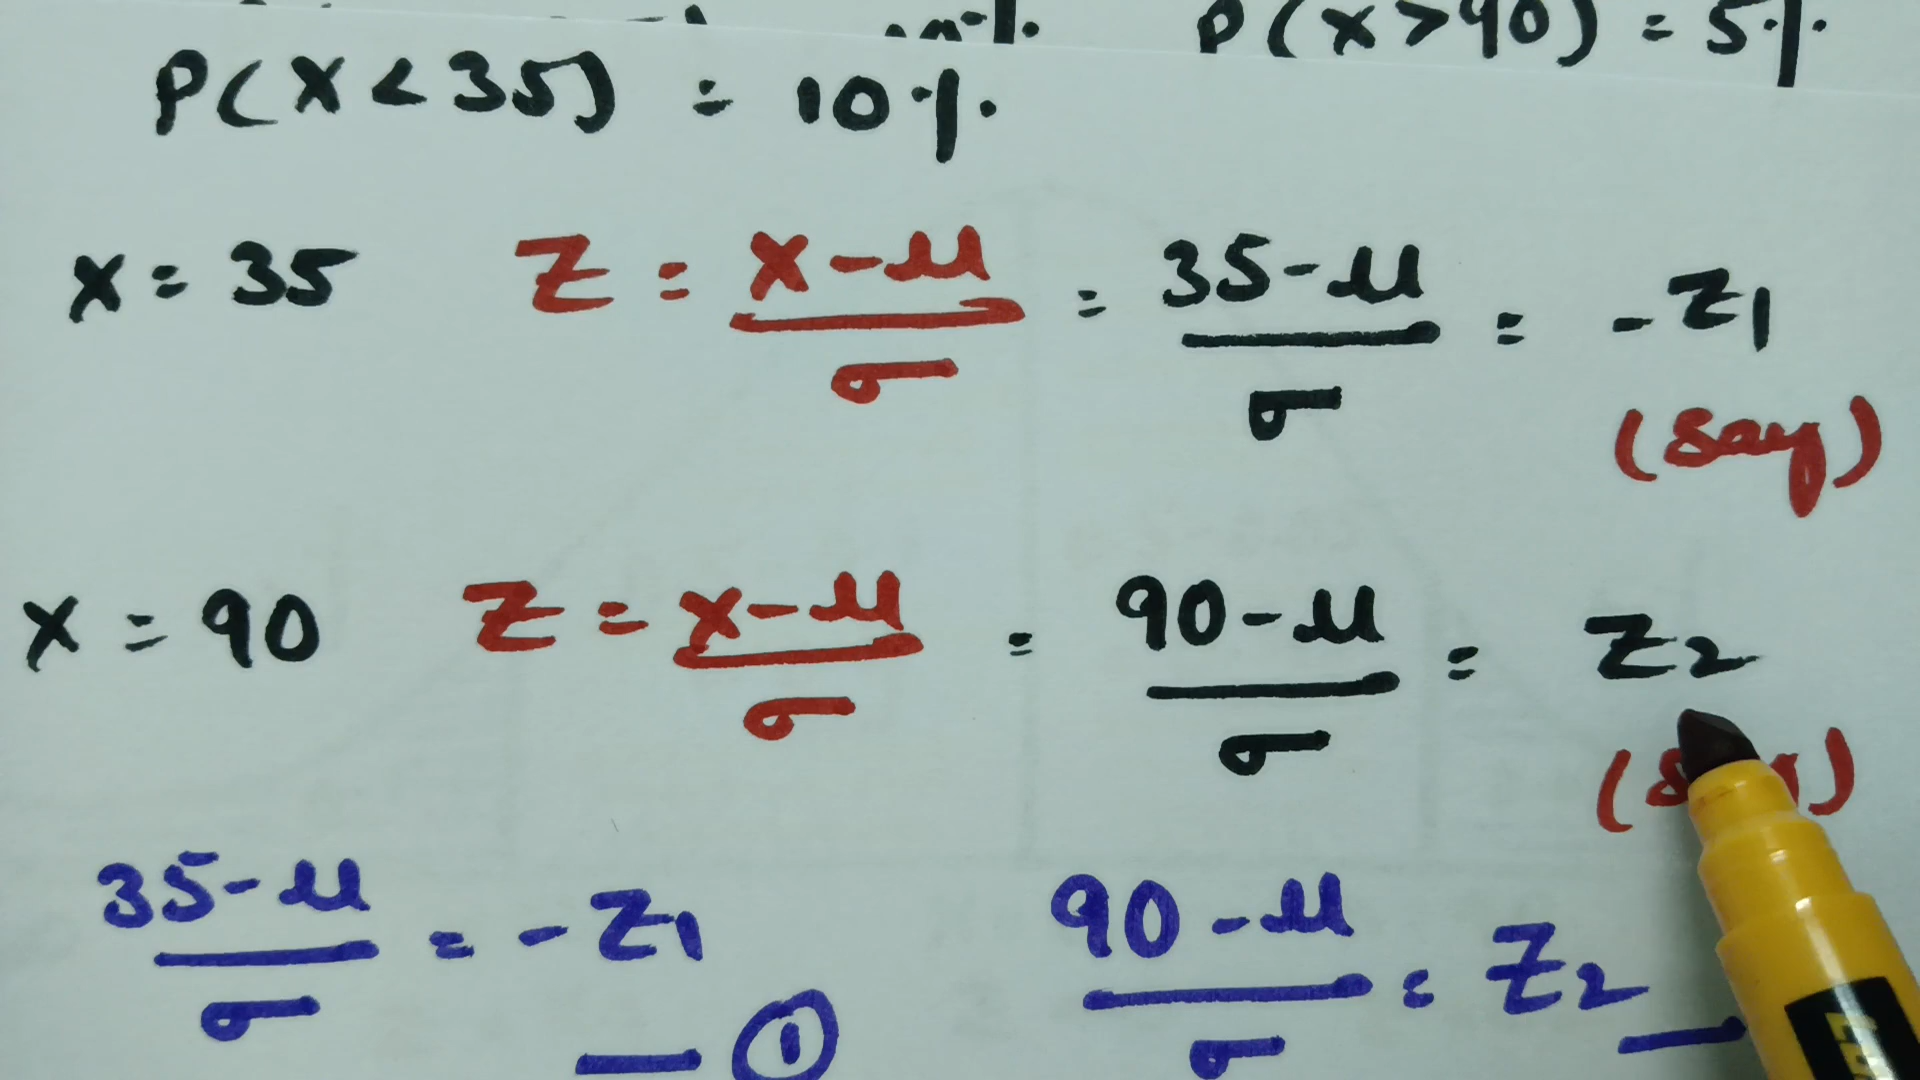 P(X>90) = 5%
P(X<35) = 10%
X = 35 Z = X-μ/σ = 35-μ/σ = -Z1
(say)
X = 90 Z = X-μ/σ = 90-μ/σ = Z2
35-μ/σ = -Z1 — ①
90-μ/σ = Z2 —